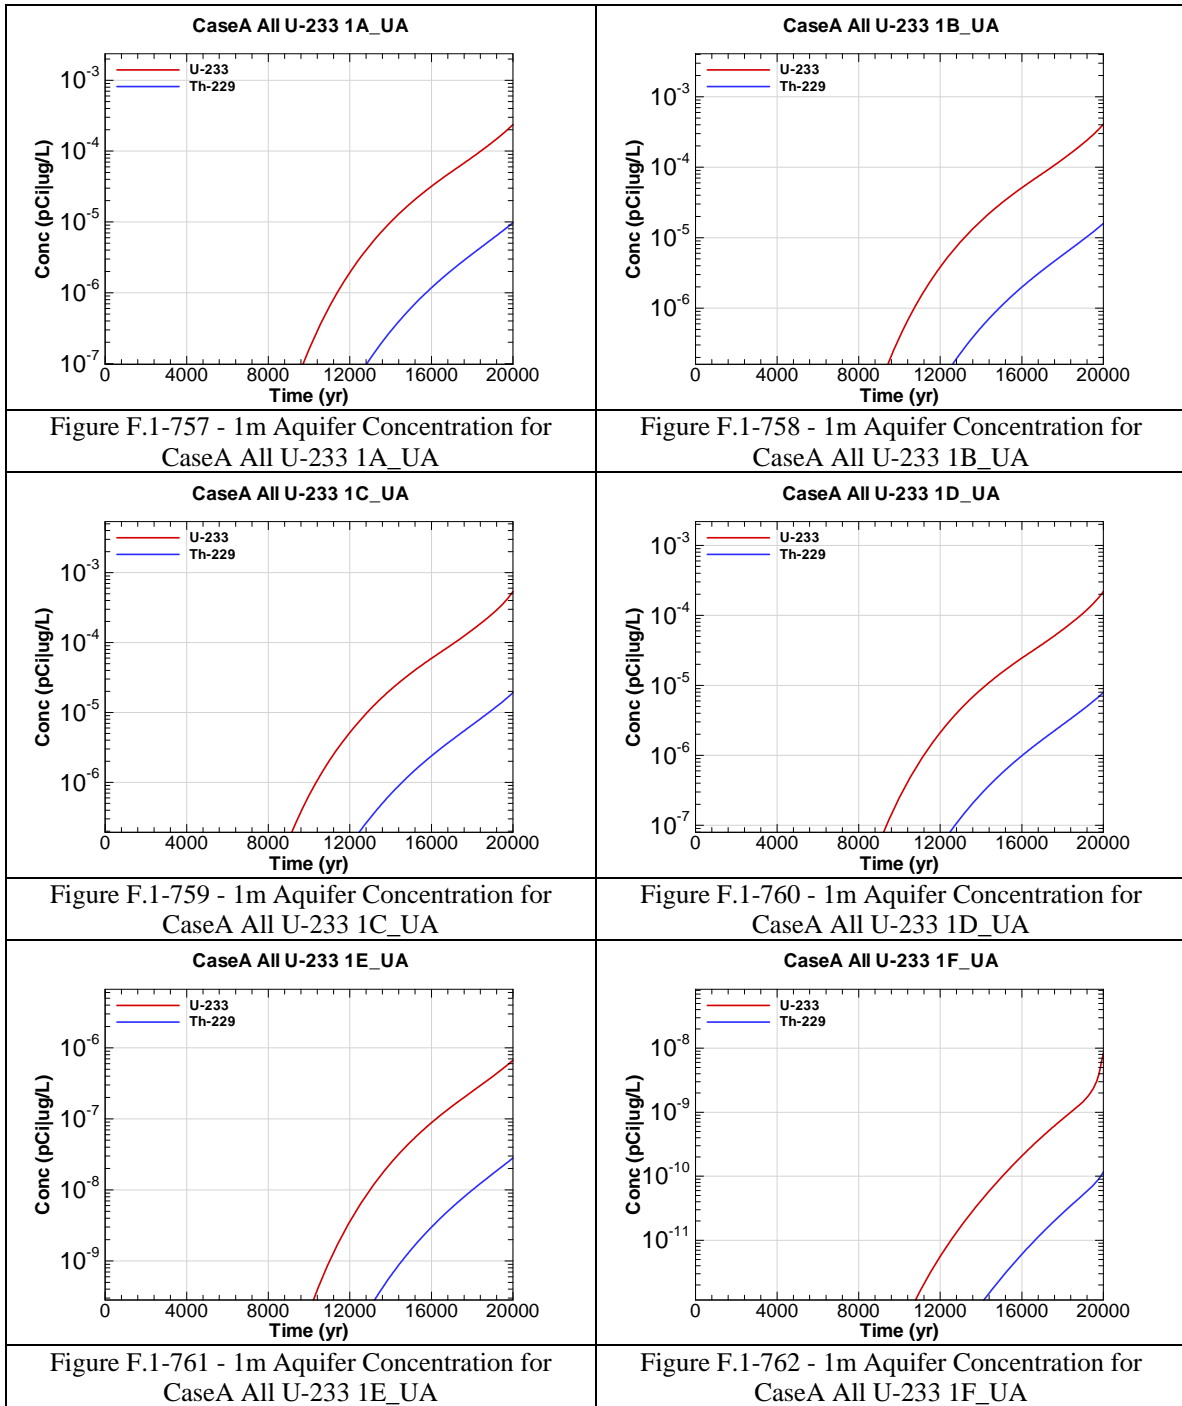 CaseA All U-233 1A_UA
U-233
Th-229
Conc (pCi|ug/L)
10-3
10-4
10-5
10-6
10-7
0 4000 8000 12000 16000 20000
Time (yr)
Figure F.1-757 - 1m Aquifer Concentration for
CaseA All U-233 1A_UA
CaseA All U-233 1B_UA
U-233
Th-229
Conc (pCi|ug/L)
10-3
10-4
10-5
10-6
0 4000 8000 12000 16000 20000
Time (yr)
Figure F.1-758 - 1m Aquifer Concentration for
CaseA All U-233 1B_UA
CaseA All U-233 1C_UA
U-233
Th-229
Conc (pCi|ug/L)
10-3
10-4
10-5
10-6
0 4000 8000 12000 16000 20000
Time (yr)
Figure F.1-759 - 1m Aquifer Concentration for
CaseA All U-233 1C_UA
CaseA All U-233 1D_UA
U-233
Th-229
Conc (pCi|ug/L)
10-3
10-4
10-5
10-6
10-7
0 4000 8000 12000 16000 20000
Time (yr)
Figure F.1-760 - 1m Aquifer Concentration for
CaseA All U-233 1D_UA
CaseA All U-233 1E_UA
U-233
Th-229
Conc (pCi|ug/L)
10-6
10-7
10-8
10-9
0 4000 8000 12000 16000 20000
Time (yr)
Figure F.1-761 - 1m Aquifer Concentration for
CaseA All U-233 1E_UA
CaseA All U-233 1F_UA
U-233
Th-229
Conc (pCi|ug/L)
10-8
10-9
10-10
10-11
0 4000 8000 12000 16000 20000
Time (yr)
Figure F.1-762 - 1m Aquifer Concentration for
CaseA All U-233 1F_UA